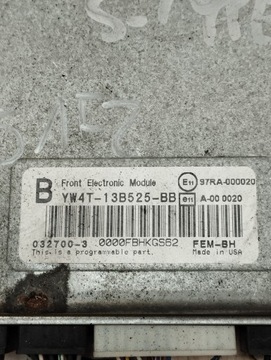 S-TYPE
B Front Electronic Module E11 97RA-000020
YW4T-13B525-BB e11 A-00 0020
032700-3 .0000FBHKGS62 FEM-BH
This is a programmable part. Made in USA